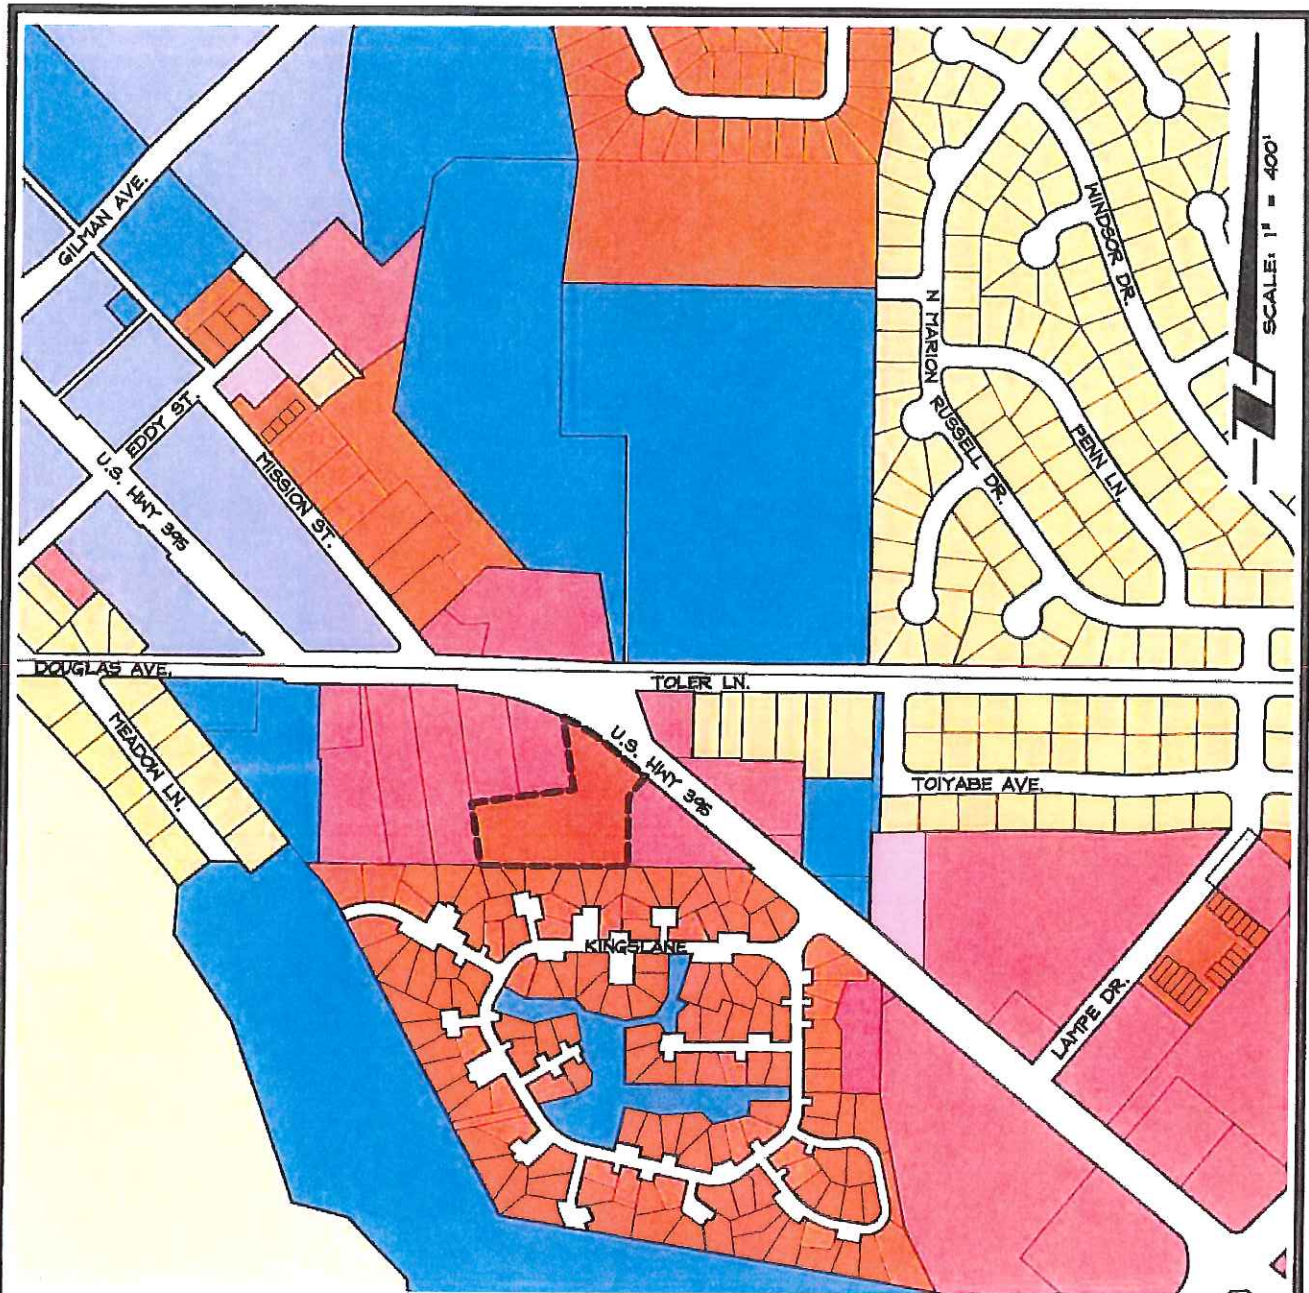 GILMAN AVE.
WINDSOR DR.
SCALE: 1" = 400'
N MARION
RUSSELL DR.
PENN LN.
EDDY ST.
U.S. HWY 395
MISSION ST.
DOUGLAS AVE.
TOLER LN.
MEADOW LN.
U.S. HWY 395
TOIYABE AVE.
KINGSLANE
LAMPE DR.